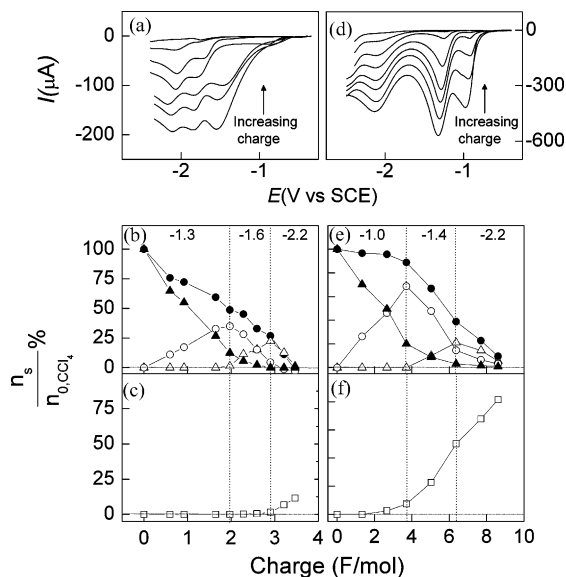 (a)
0
-100
-200
I(μA)
Increasing
charge
-2
-1
(d)
0
-300
-600
Increasing
charge
-2
-1
E(V vs SCE)
(b)
-1.3
-1.6
-2.2
100
75
50
25
0
(e)
-1.0
-1.4
-2.2
n_s / n_0,CCl4 %
(c)
75
50
25
0
(f)
0
1
2
3
4
0
2
4
6
8
10
Charge (F/mol)